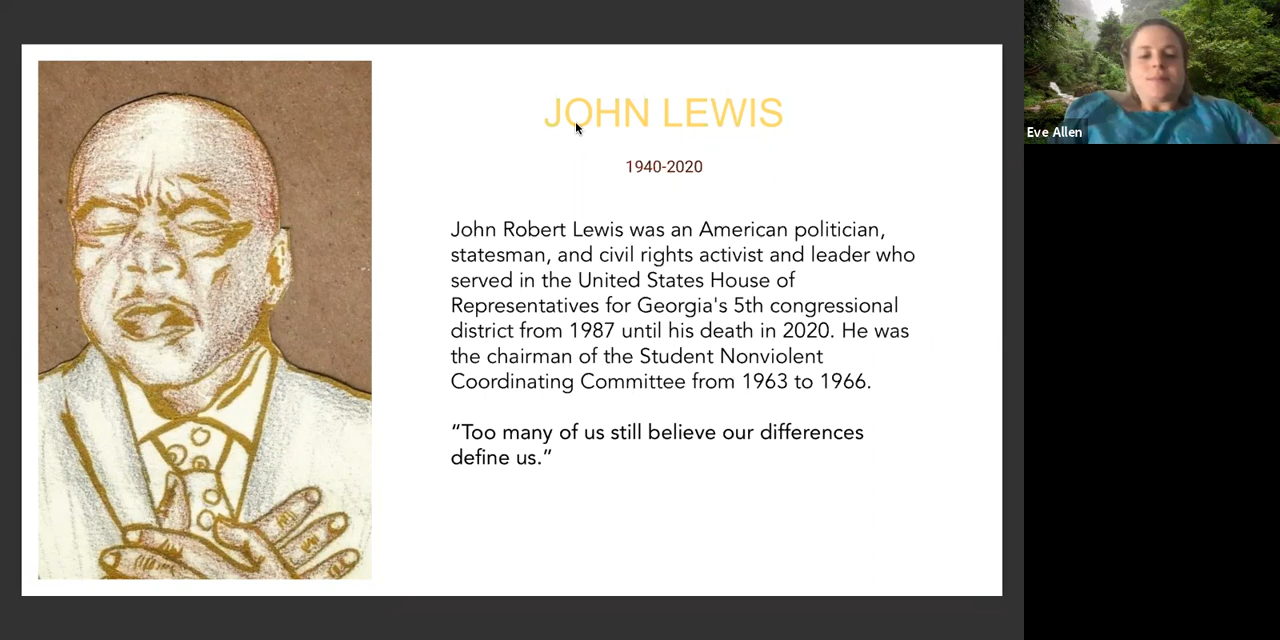 JOHN LEWIS
1940-2020
John Robert Lewis was an American politician,
statesman, and civil rights activist and leader who
served in the United States House of
Representatives for Georgia's 5th congressional
district from 1987 until his death in 2020. He was
the chairman of the Student Nonviolent
Coordinating Committee from 1963 to 1966.
“Too many of us still believe our differences
define us.”
Eve Allen